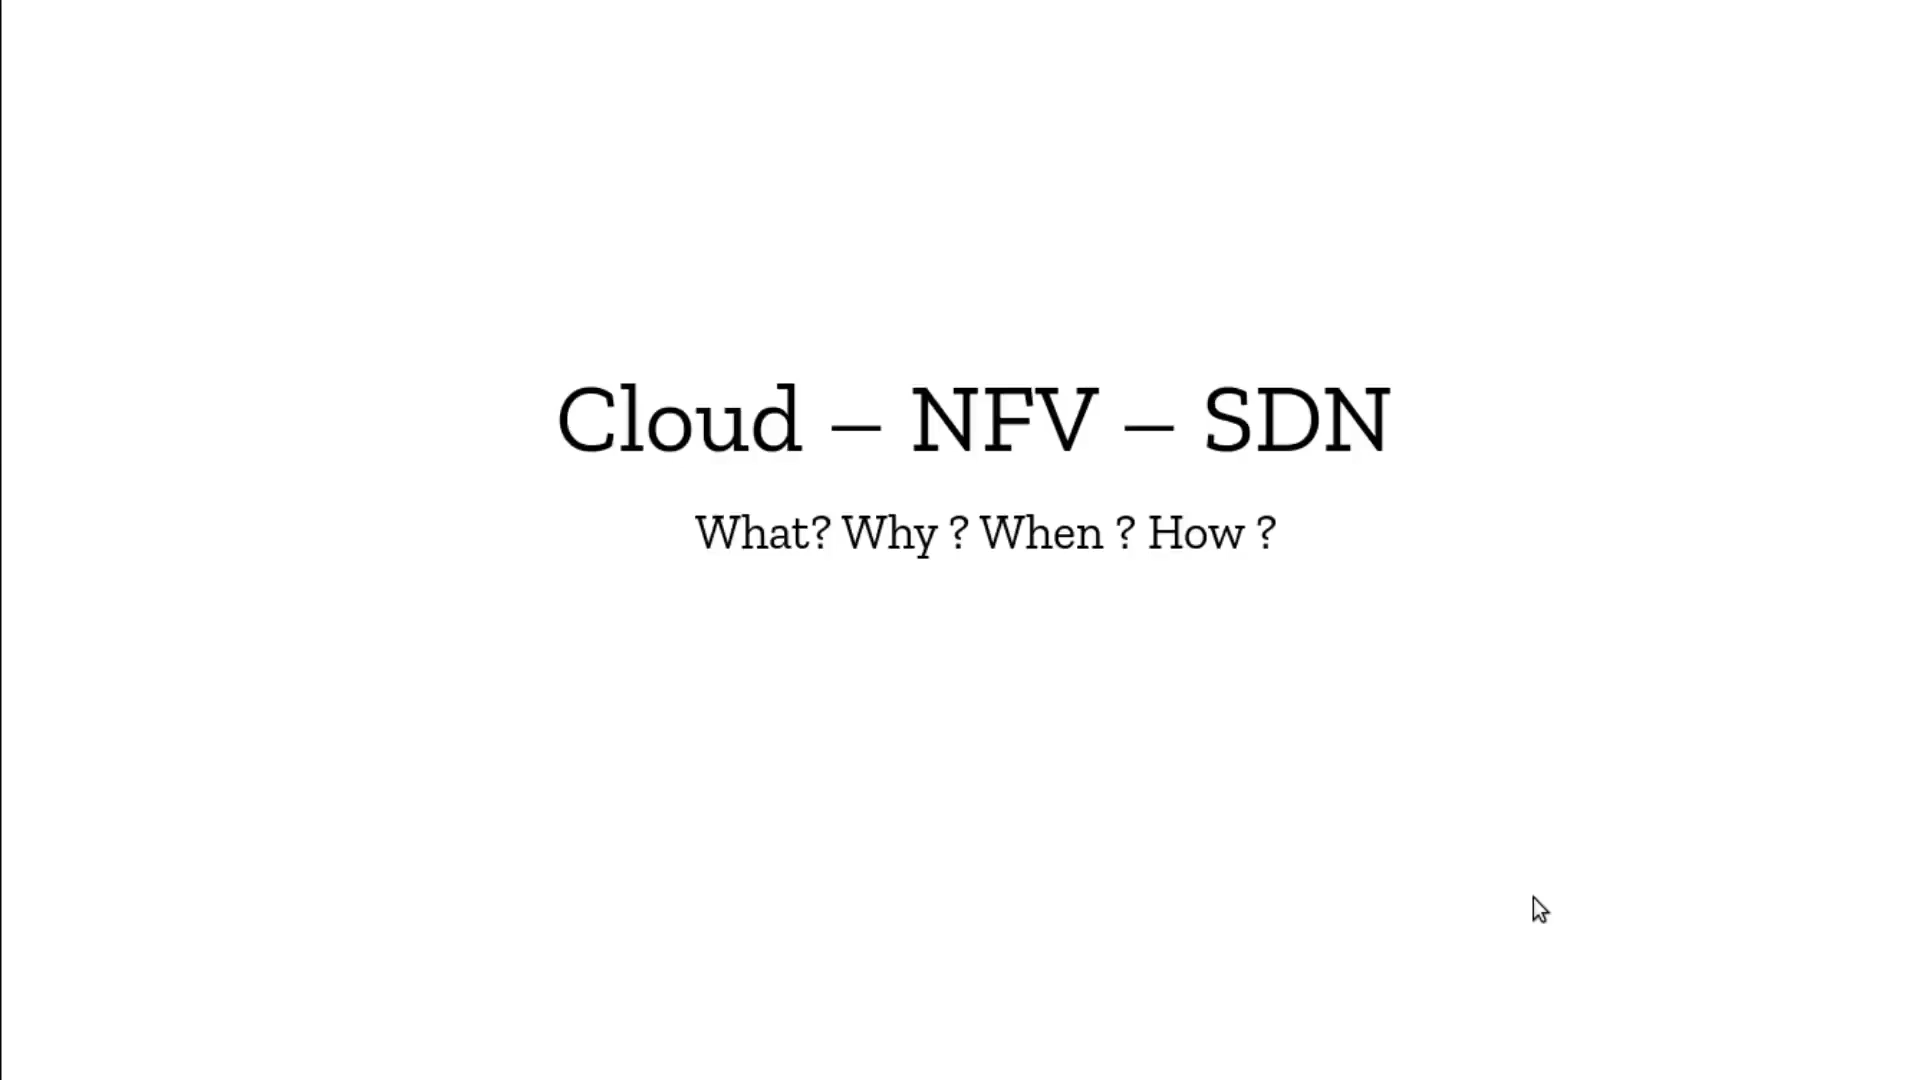 Cloud – NFV – SDN
What? Why ? When ? How ?